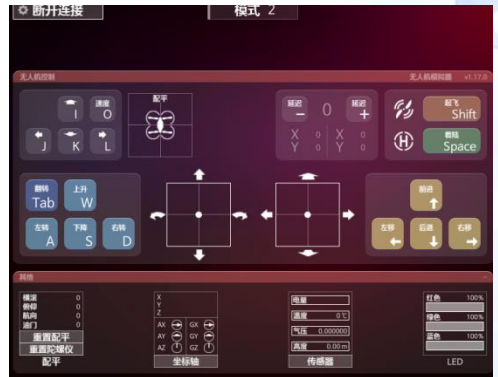 断开连接
模式 2
无人机控制
无人机模拟器 v1.17.0
I
速度
O
J
K
L
配平
延迟
−
0
延迟
+
X 0 X 0
Y 0 Y 0
起飞
Shift
着陆
Space
翻转
Tab
上升
W
左转
A
下降
S
右转
D
前进
左移
后退
右移
其他
横滚 0
俯仰 0
航向 0
油门 0
重置配平
重置陀螺仪
配平
X
Y
Z
AX GX
AY GY
AZ GZ
坐标轴
电量
温度 0℃
气压 0.000000
高度 0.00m
传感器
红色 100%
绿色 100%
蓝色 100%
LED